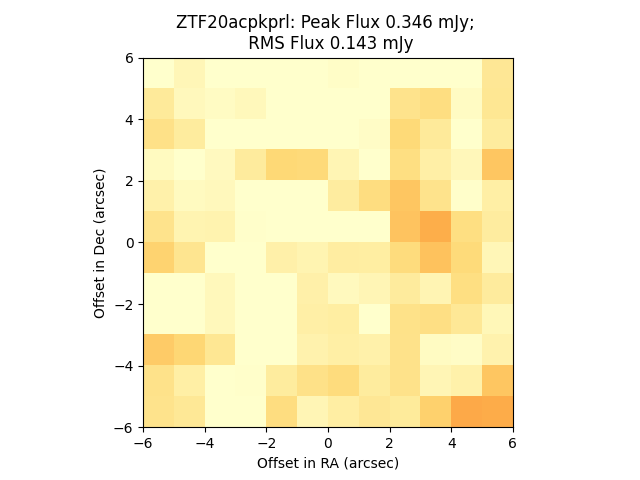 ZTF20acpkprl: Peak Flux 0.346 mJy;
RMS Flux 0.143 mJy
6
4
2
0
−2
−4
−6
Offset in Dec (arcsec)
−6 −4 −2 0 2 4 6
Offset in RA (arcsec)